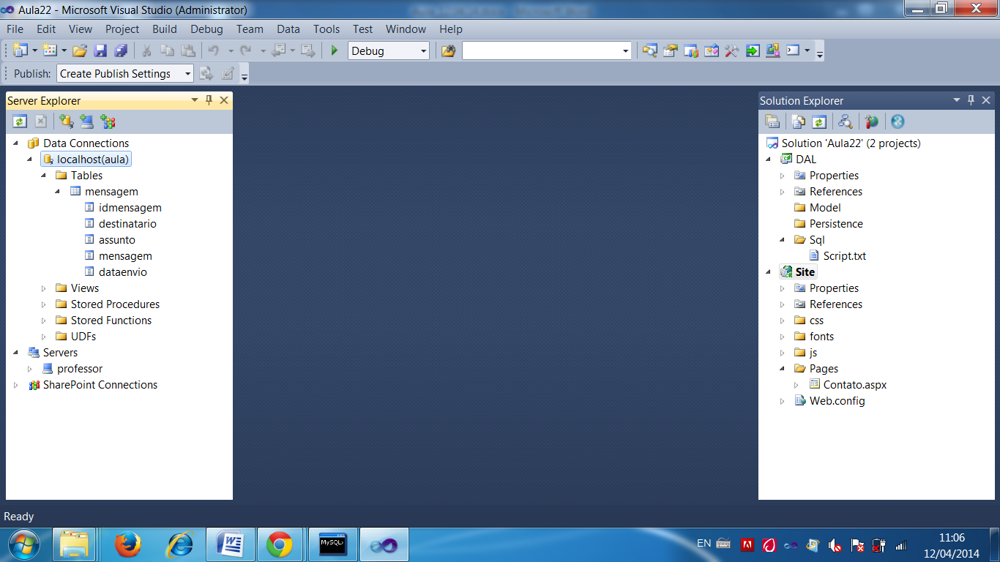 Aula22 - Microsoft Visual Studio (Administrator)
File Edit View Project Build Debug Team Data Tools Test Window Help
Debug
Publish: Create Publish Settings
Server Explorer
Data Connections
localhost(aula)
Tables
mensagem
idmensagem
destinatario
assunto
mensagem
dataenvio
Views
Stored Procedures
Stored Functions
UDFs
Servers
professor
SharePoint Connections
Solution Explorer
Solution 'Aula22' (2 projects)
DAL
Properties
References
Model
Persistence
Sql
Script.txt
Site
Properties
References
css
fonts
js
Pages
Contato.aspx
Web.config
Ready
MySQL>
EN
11:06
12/04/2014